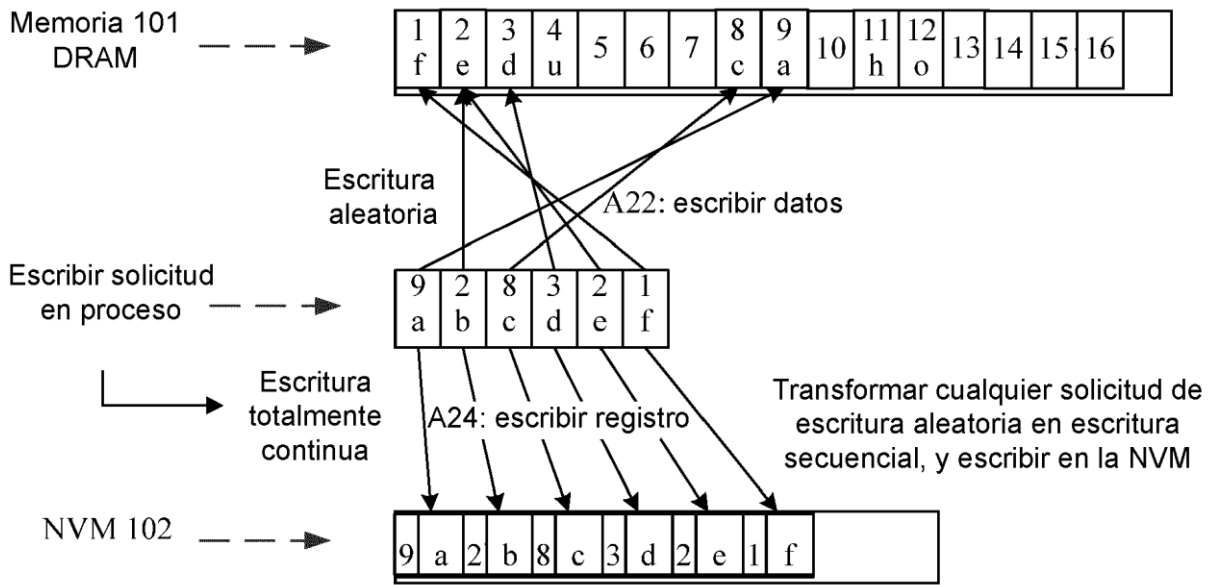 Memoria 101
DRAM
1 2 3 4 5 6 7 8 9 10 11 12 13 14 15 16
f e d u c a h o
Escritura
aleatoria
A22: escribir datos
Escribir solicitud
en proceso
9 2 8 3 2 1
a b c d e f
Escritura
totalmente
continua
A24: escribir registro
Transformar cualquier solicitud de
escritura aleatoria en escritura
secuencial, y escribir en la NVM
NVM 102
9 a 2 b 8 c 3 d 2 e 1 f